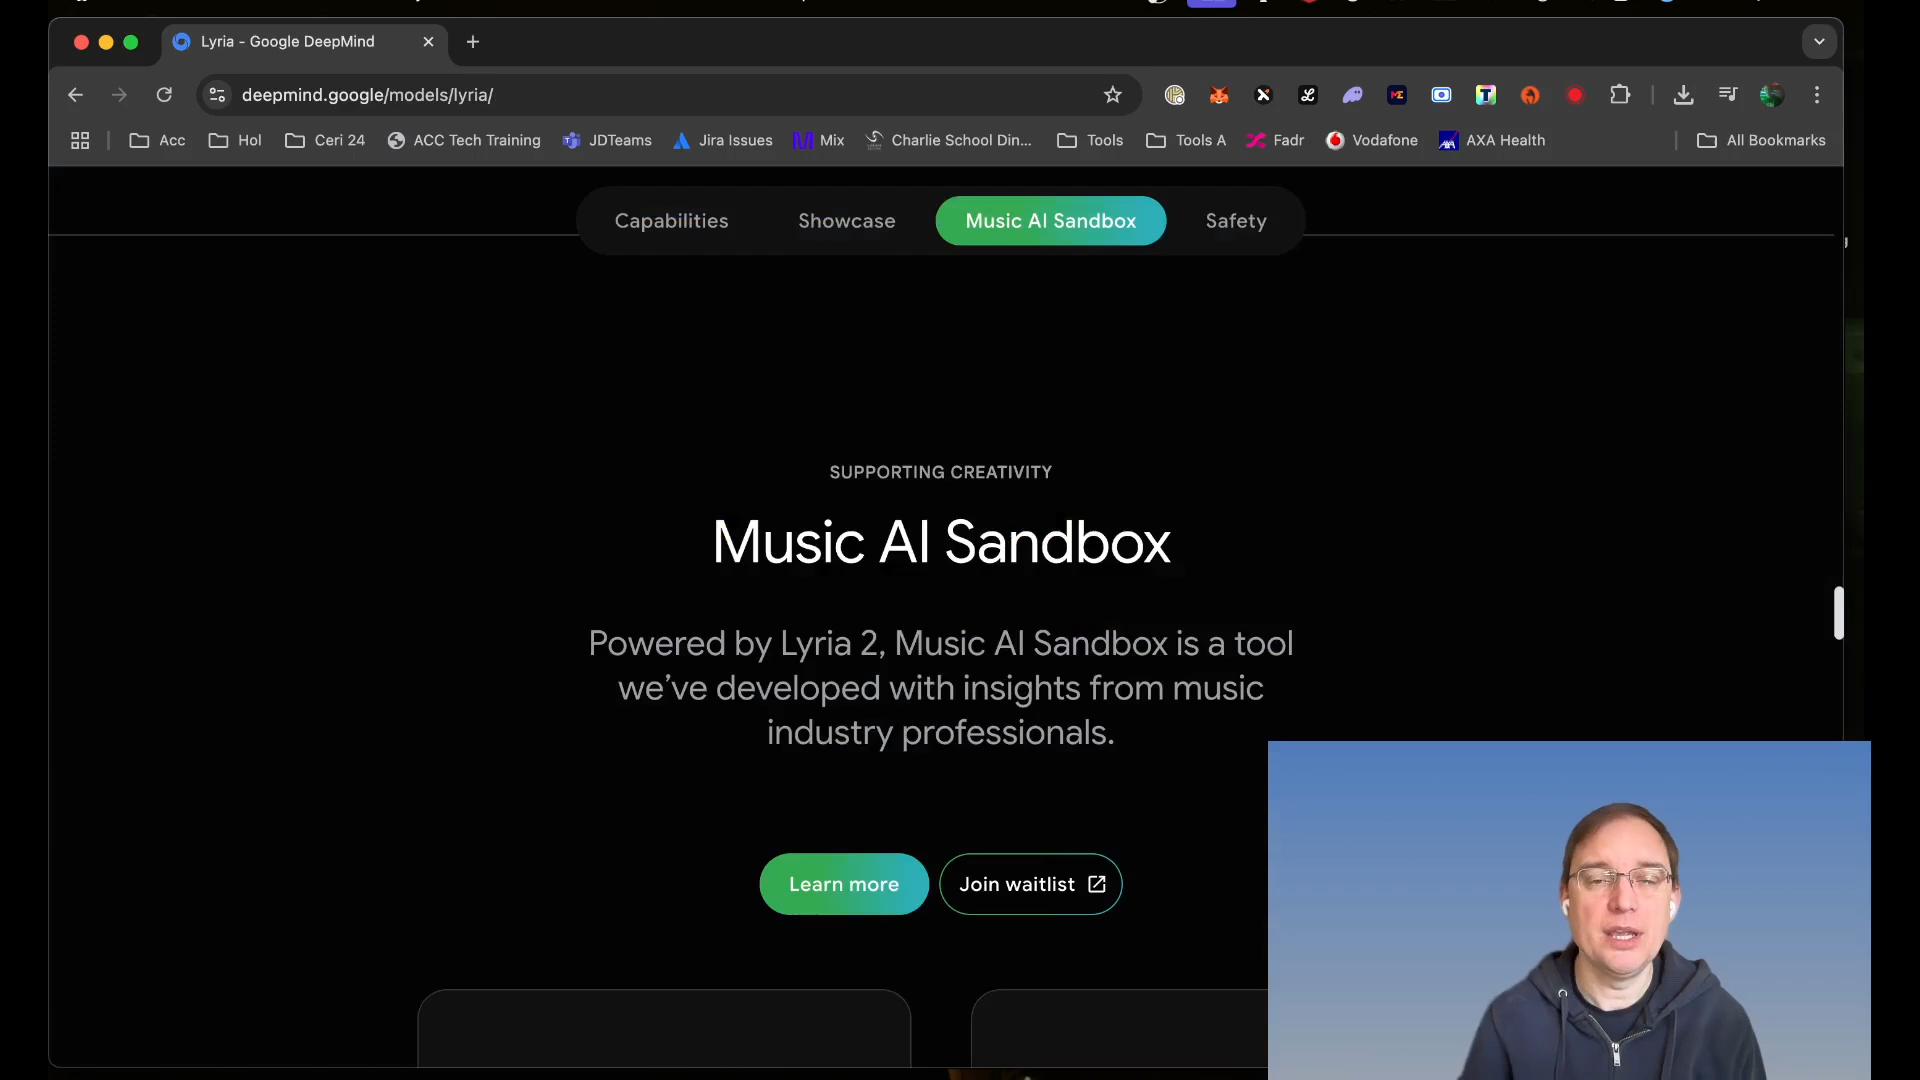 Lyria - Google DeepMind
deepmind.google/models/lyria/
Acc
Hol
Ceri 24
ACC Tech Training
JDTeams
Jira Issues
Mix
Charlie School Din...
Tools
Tools A
Fadr
Vodafone
AXA Health
All Bookmarks
Capabilities
Showcase
Music AI Sandbox
Safety
SUPPORTING CREATIVITY
Music AI Sandbox
Powered by Lyria 2, Music AI Sandbox is a tool
we’ve developed with insights from music
industry professionals.
Learn more
Join waitlist